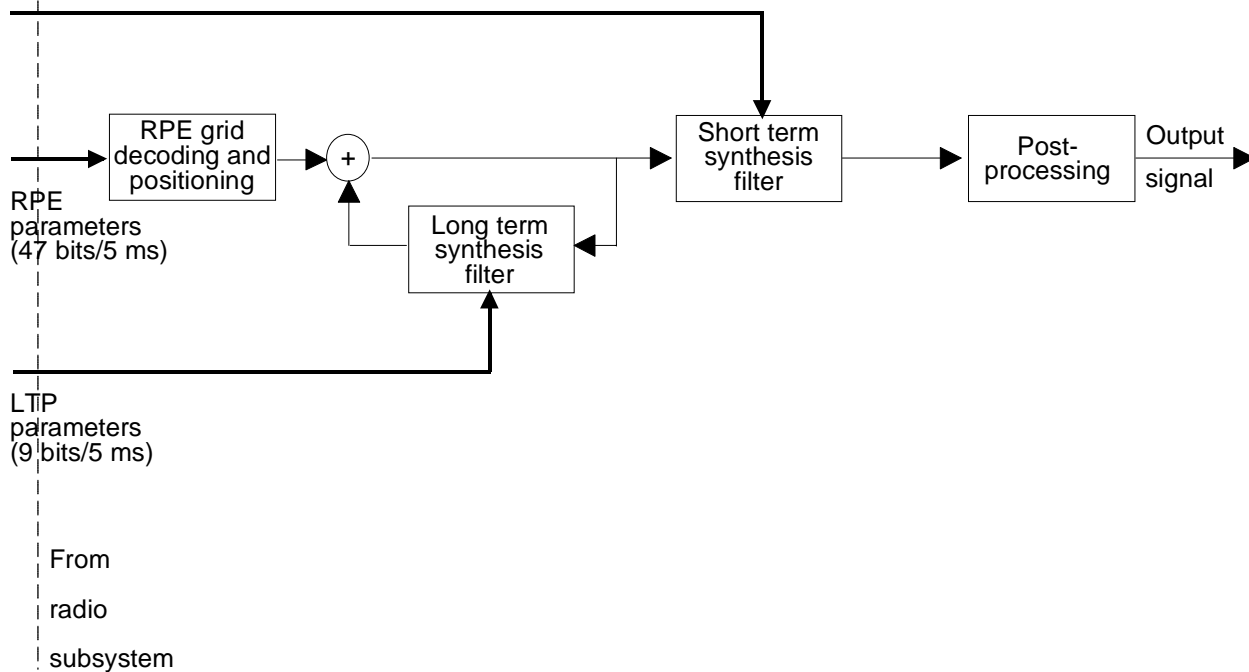 RPE grid
decoding and
positioning
+
Short term
synthesis
filter
Post-
processing
Output
signal
RPE
parameters
(47 bits/5 ms)
Long term
synthesis
filter
LTP
parameters
(9 bits/5 ms)
From
radio
subsystem